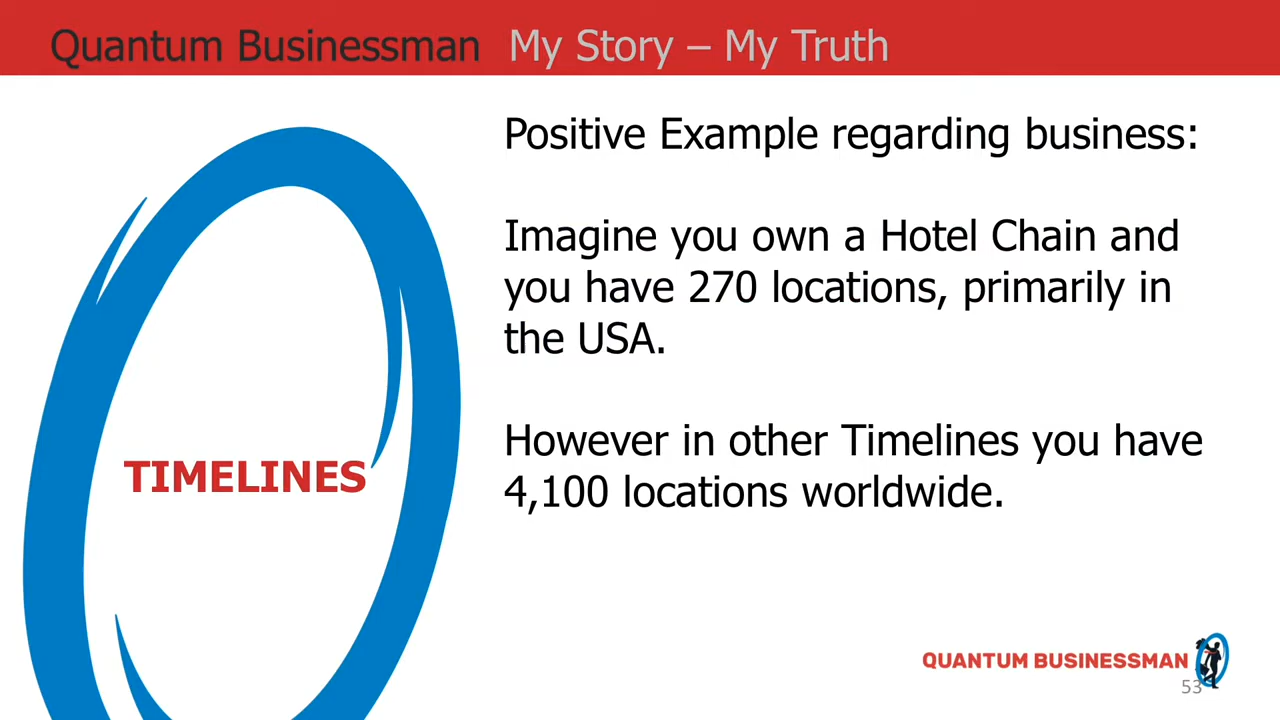 Quantum Businessman My Story – My Truth
Positive Example regarding business:
Imagine you own a Hotel Chain and
you have 270 locations, primarily in
the USA.
However in other Timelines you have
4,100 locations worldwide.
TIMELINES
QUANTUM BUSINESSMAN
53